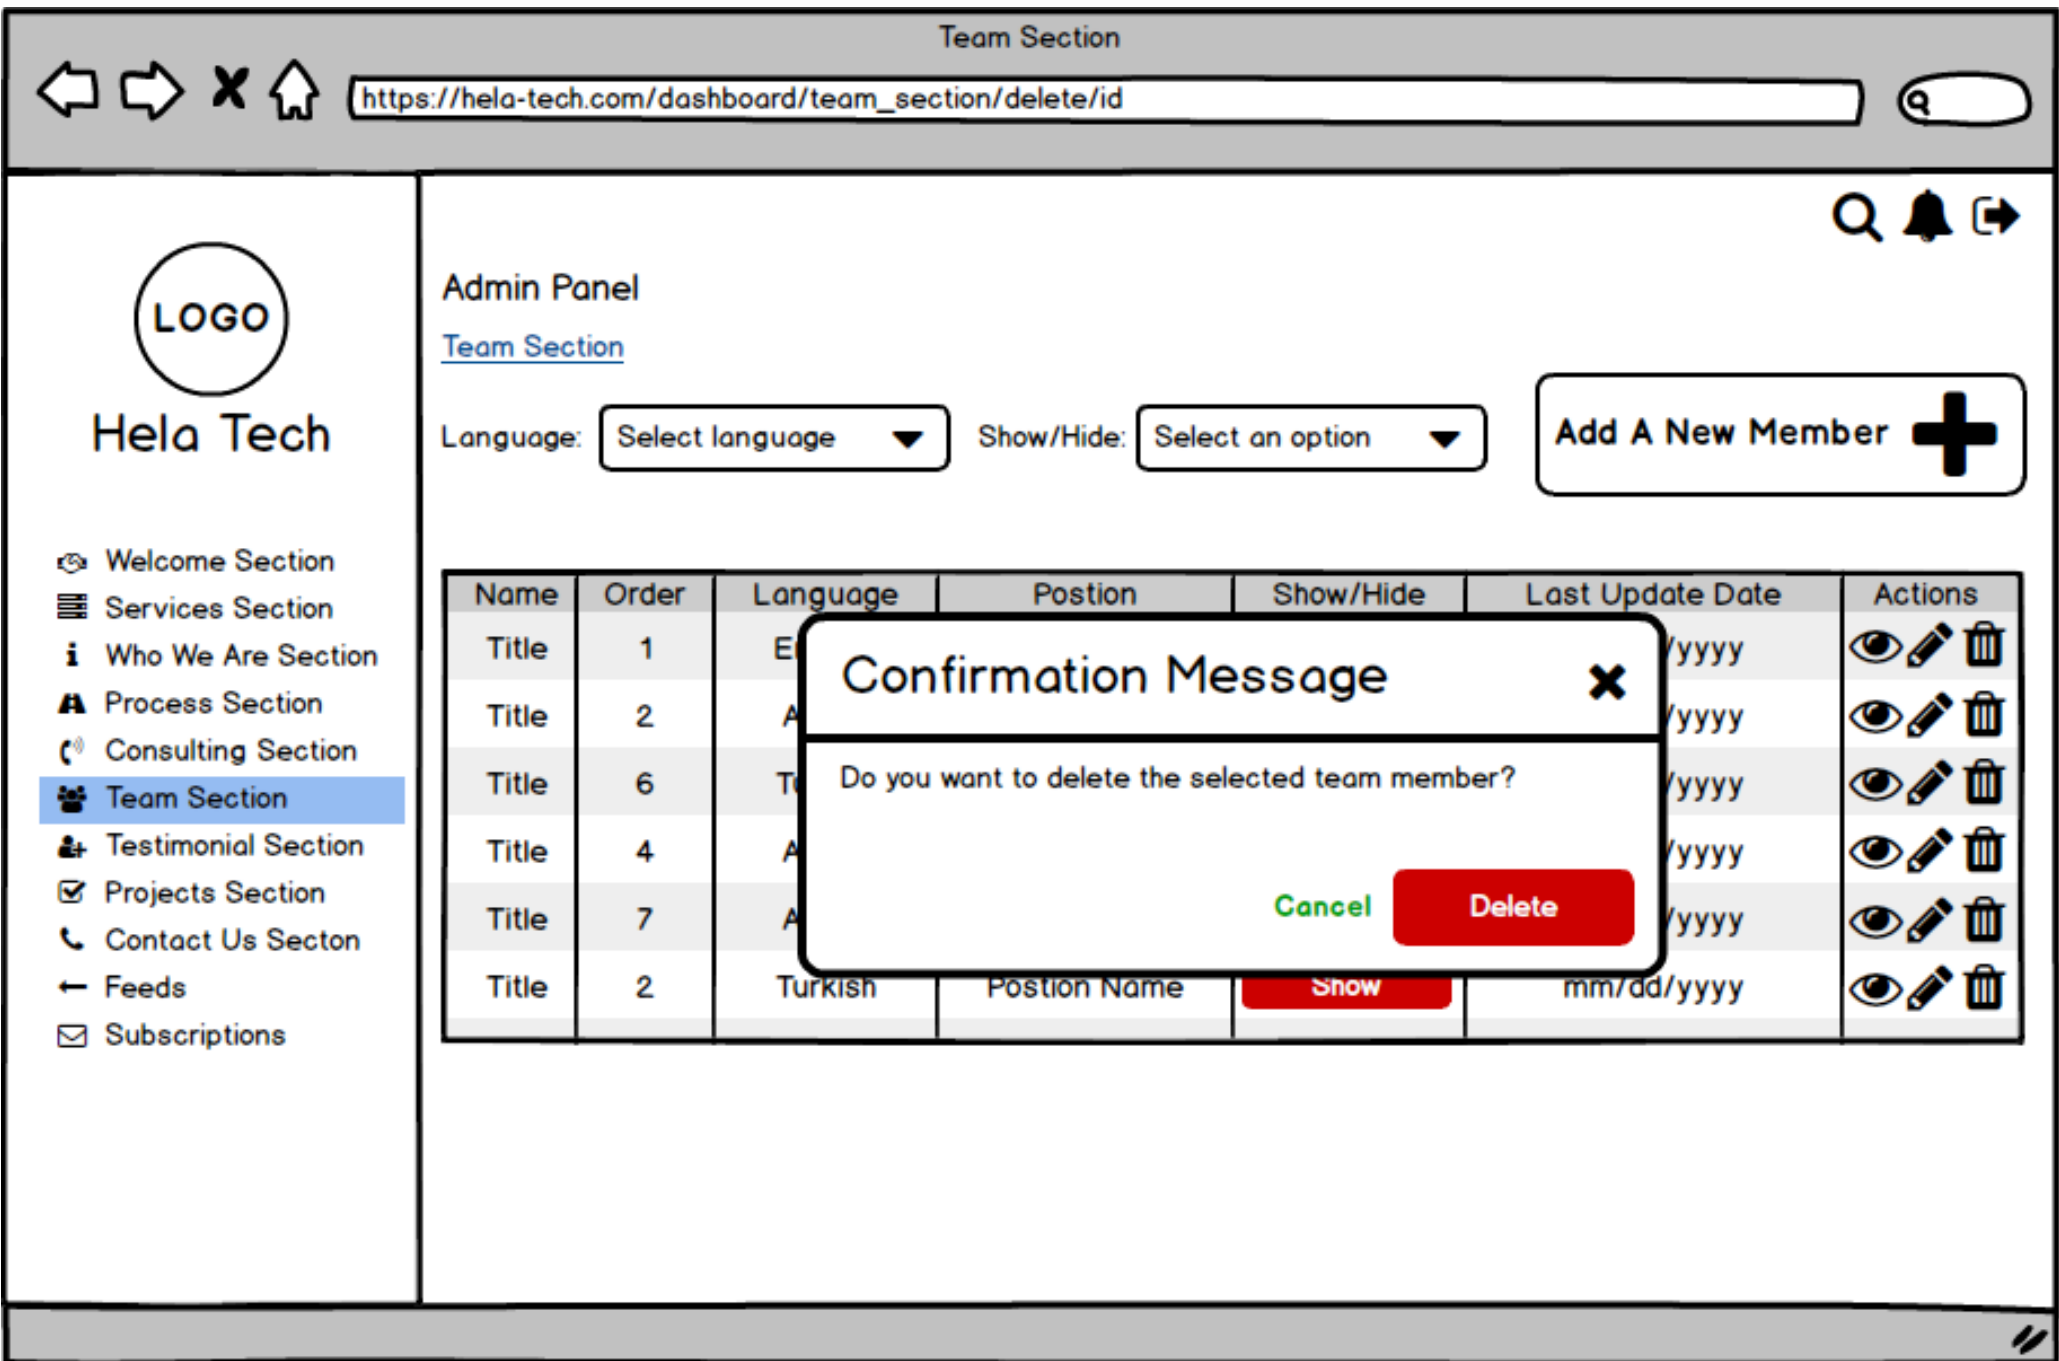 Team Section
https://hela-tech.com/dashboard/team_section/delete/id
LOGO
Hela Tech
Welcome Section
Services Section
Who We Are Section
Process Section
Consulting Section
Team Section
Testimonial Section
Projects Section
Contact Us Secton
Feeds
Subscriptions
Admin Panel
Team Section
Language: Select language Show/Hide: Select an option Add A New Member
Name Order Language Postion Show/Hide Last Update Date Actions
Title 1 /yyyy
Title 2 /yyyy
Title 6 /yyyy
Title 4 /yyyy
Title 7 /yyyy
Title 2 Turkish Postion Name Show mm/dd/yyyy
Confirmation Message
Do you want to delete the selected team member?
Cancel Delete